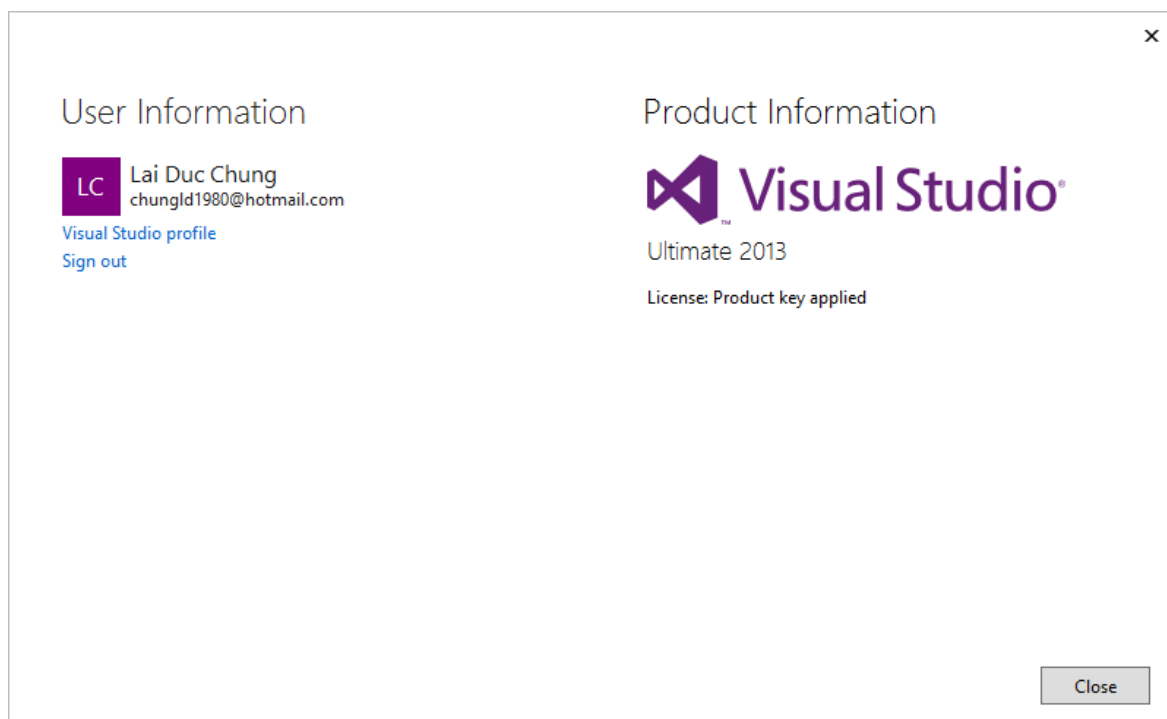 User Information
LC
Lai Duc Chung
chungld1980@hotmail.com
Visual Studio profile
Sign out
Product Information
Visual Studio®
™
Ultimate 2013
License: Product key applied
Close